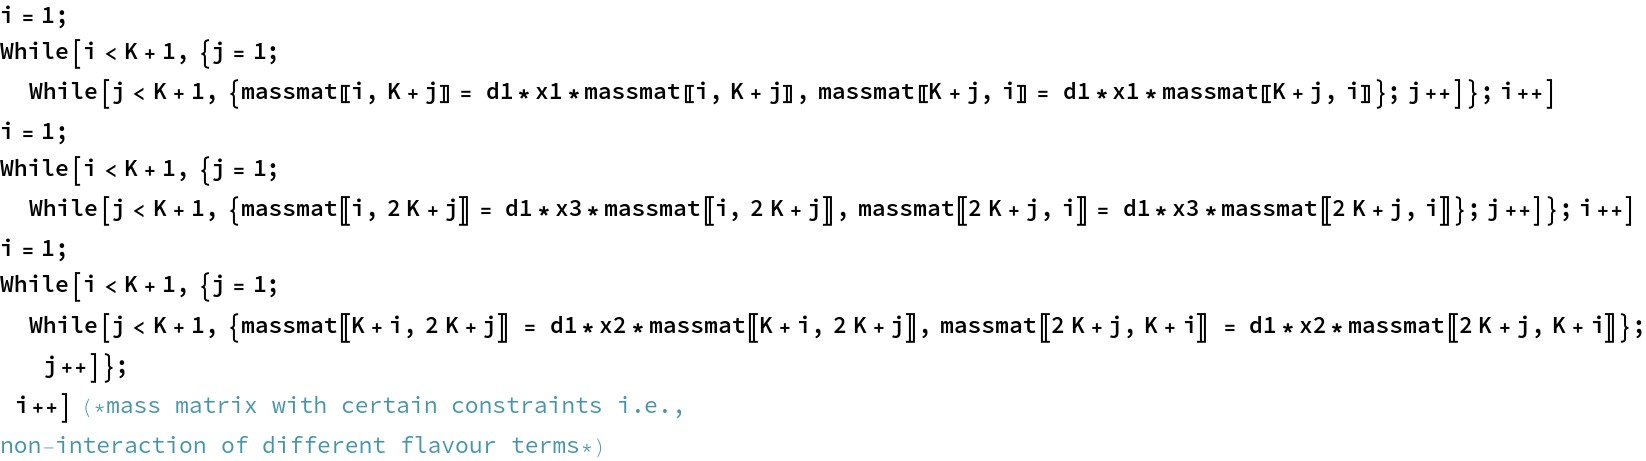 i = 1;
While[i < K + 1, {j = 1;
While[j < K + 1, {massmat〚i, K + j〛 = d1 * x1 * massmat〚i, K + j〛, massmat〚K + j, i〛 = d1 * x1 * massmat〚K + j, i〛}; j ++]}; i ++]
i = 1;
While[i < K + 1, {j = 1;
While[j < K + 1, {massmat〚i, 2 K + j〛 = d1 * x3 * massmat〚i, 2 K + j〛, massmat〚2 K + j, i〛 = d1 * x3 * massmat〚2 K + j, i〛}; j ++]}; i ++]
i = 1;
While[i < K + 1, {j = 1;
While[j < K + 1, {massmat〚K + i, 2 K + j〛 = d1 * x2 * massmat〚K + i, 2 K + j〛, massmat〚2 K + j, K + i〛 = d1 * x2 * massmat〚2 K + j, K + i〛};
j ++]};
i ++] (*mass matrix with certain constraints i.e.,
non-interaction of different flavour terms*)